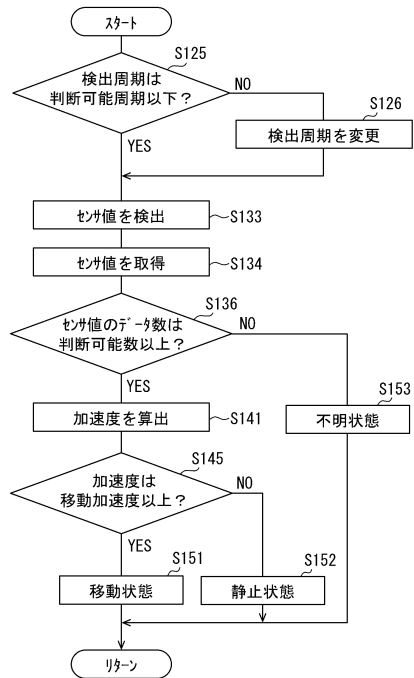 ｽﾀｰﾄ
S125
検出周期は
判断可能周期以下？
NO
S126
検出周期を変更
YES
ｾﾝｻ値を検出
S133
ｾﾝｻ値を取得
S134
S136
ｾﾝｻ値のﾃﾞｰﾀ数は
判断可能数以上？
NO
YES
S153
不明状態
加速度を算出
S141
S145
加速度は
移動加速度以上？
NO
YES
S151
移動状態
S152
静止状態
ﾘﾀｰﾝ